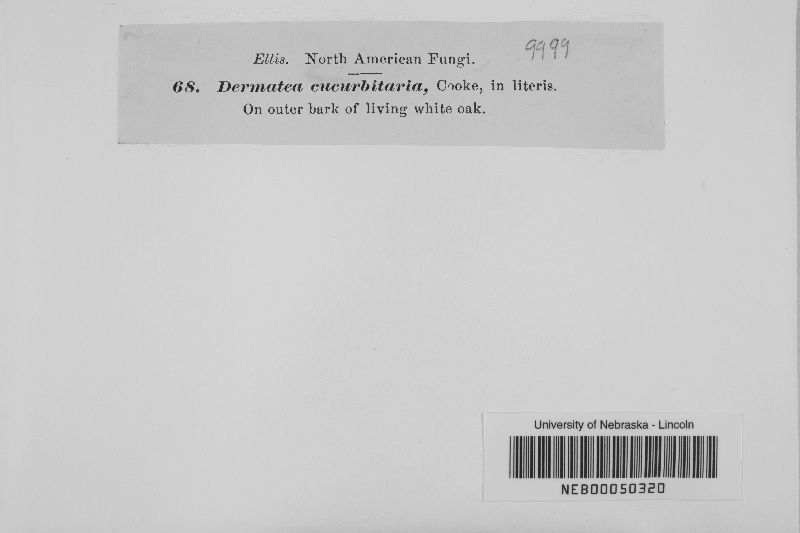 Ellis. North American Fungi. 9999
68. Dermatea cucurbitaria, Cooke, in literis.
On outer bark of living white oak.
University of Nebraska - Lincoln
NEB00050320